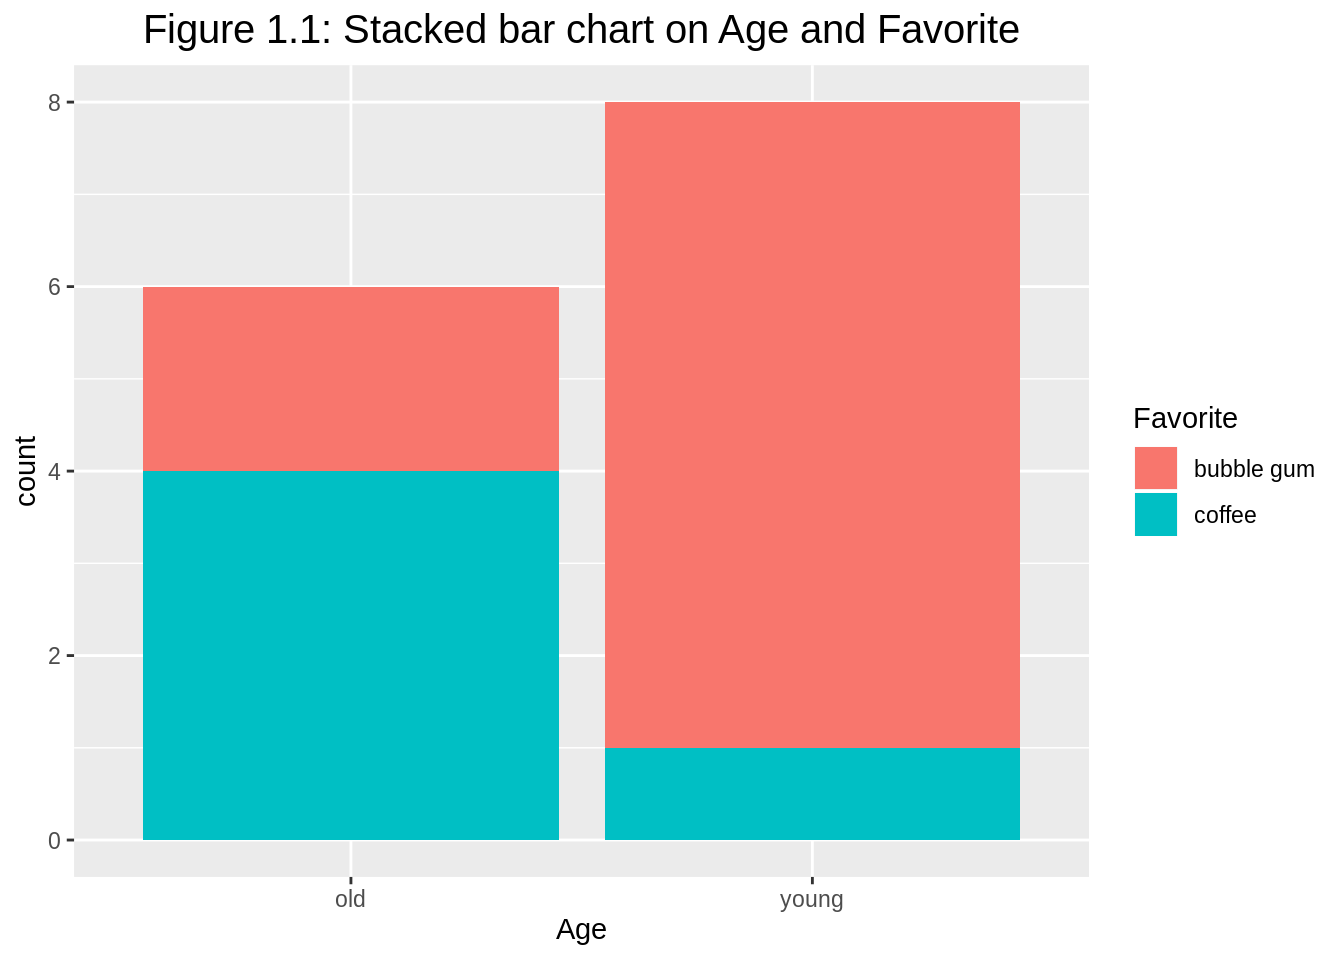 Figure 1.1: Stacked bar chart on Age and Favorite
8
6
4
2
0
count
old
young
Age
Favorite
bubble gum
coffee